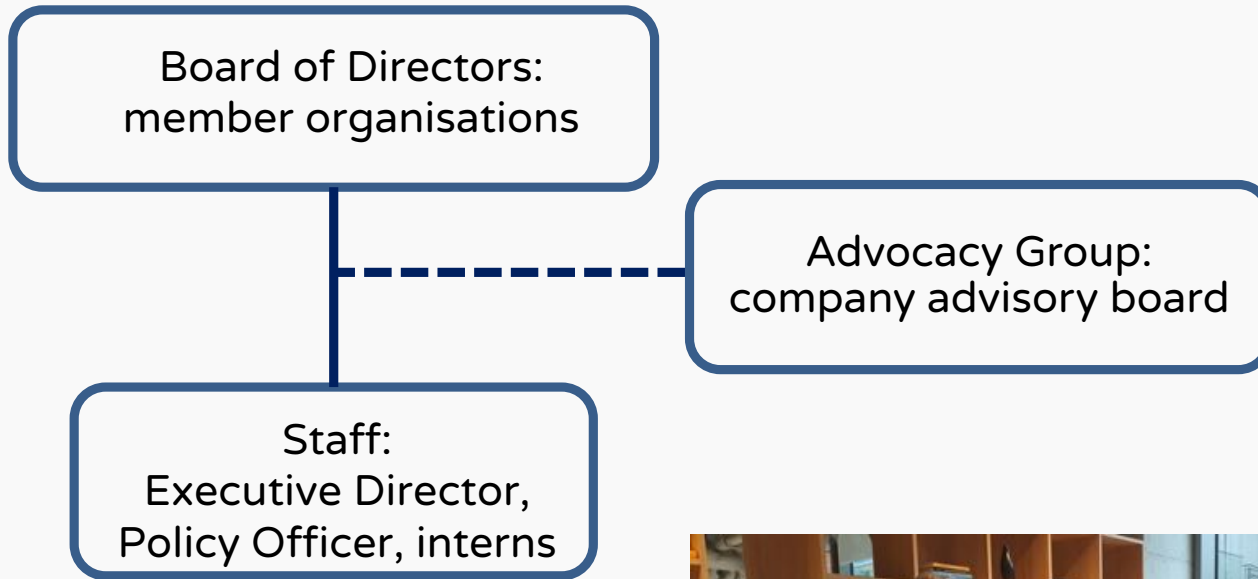 Board of Directors:
member organisations
Advocacy Group:
company advisory board
Staff:
Executive Director,
Policy Officer, interns